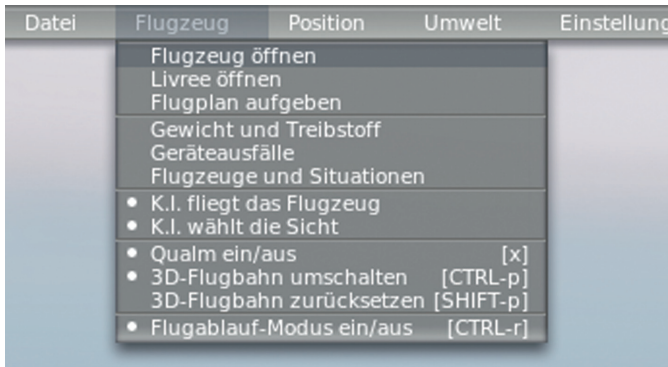 Datei Flugzeug Position Umwelt Einstellung
Flugzeug öffnen
Livree öffnen
Flugplan aufgeben
Gewicht und Treibstoff
Geräteausfälle
Flugzeuge und Situationen
• K.I. fliegt das Flugzeug
• K.I. wählt die Sicht
• Qualm ein/aus [x]
• 3D-Flugbahn umschalten [CTRL-p]
3D-Flugbahn zurücksetzen [SHIFT-p]
• Flugablauf-Modus ein/aus [CTRL-r]